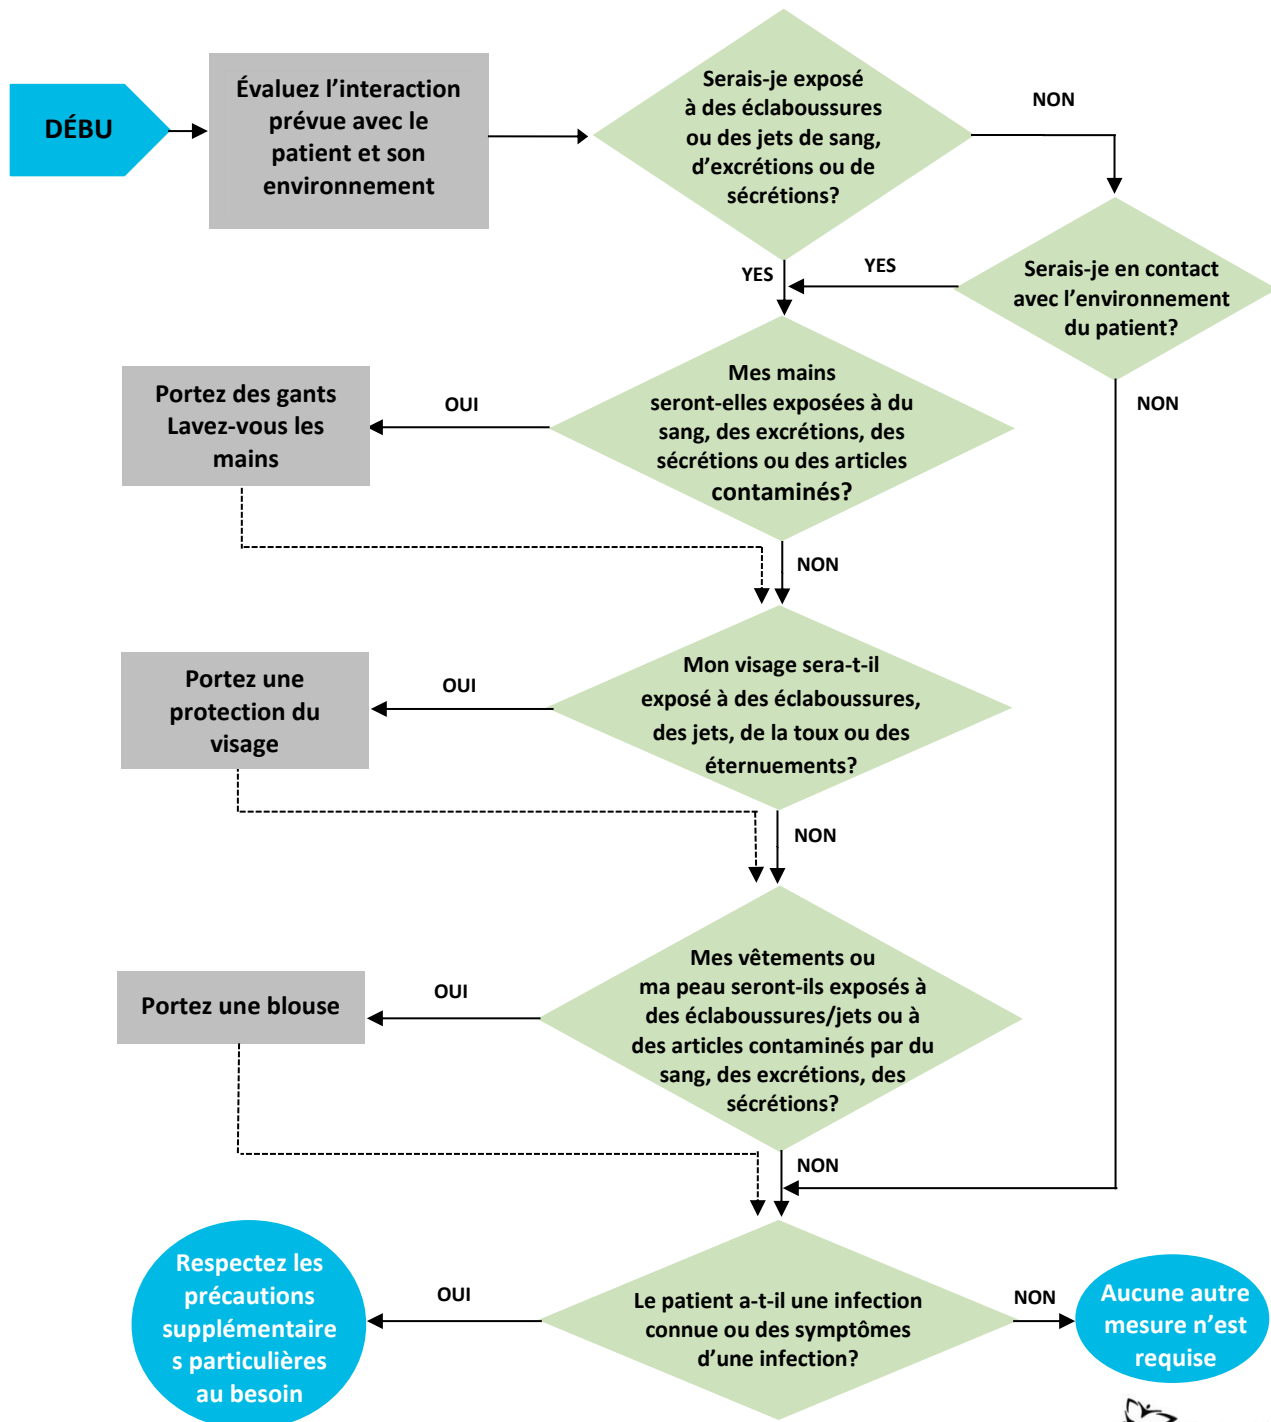 DÉBU
Évaluez l’interaction
prévue avec le
patient et son
environnement
Serais-je exposé
à des éclaboussures
ou des jets de sang,
d’excrétions ou de
sécrétions?
NON
YES
YES
Serais-je en contact
avec l’environnement
du patient?
NON
Mes mains
seront-elles exposées à du
sang, des excrétions, des
sécrétions ou des articles
contaminés?
OUI
Portez des gants
Lavez-vous les
mains
NON
Mon visage sera-t-il
exposé à des éclaboussures,
des jets, de la toux ou des
éternuements?
OUI
Portez une
protection du
visage
NON
Mes vêtements ou
ma peau seront-ils exposés à
des éclaboussures/jets ou à
des articles contaminés par du
sang, des excrétions, des
sécrétions?
OUI
Portez une blouse
NON
Le patient a-t-il une infection
connue ou des symptômes
d’une infection?
OUI
Respectez les
précautions
supplémentaire
s particulières
au besoin
NON
Aucune autre
mesure n’est
requise